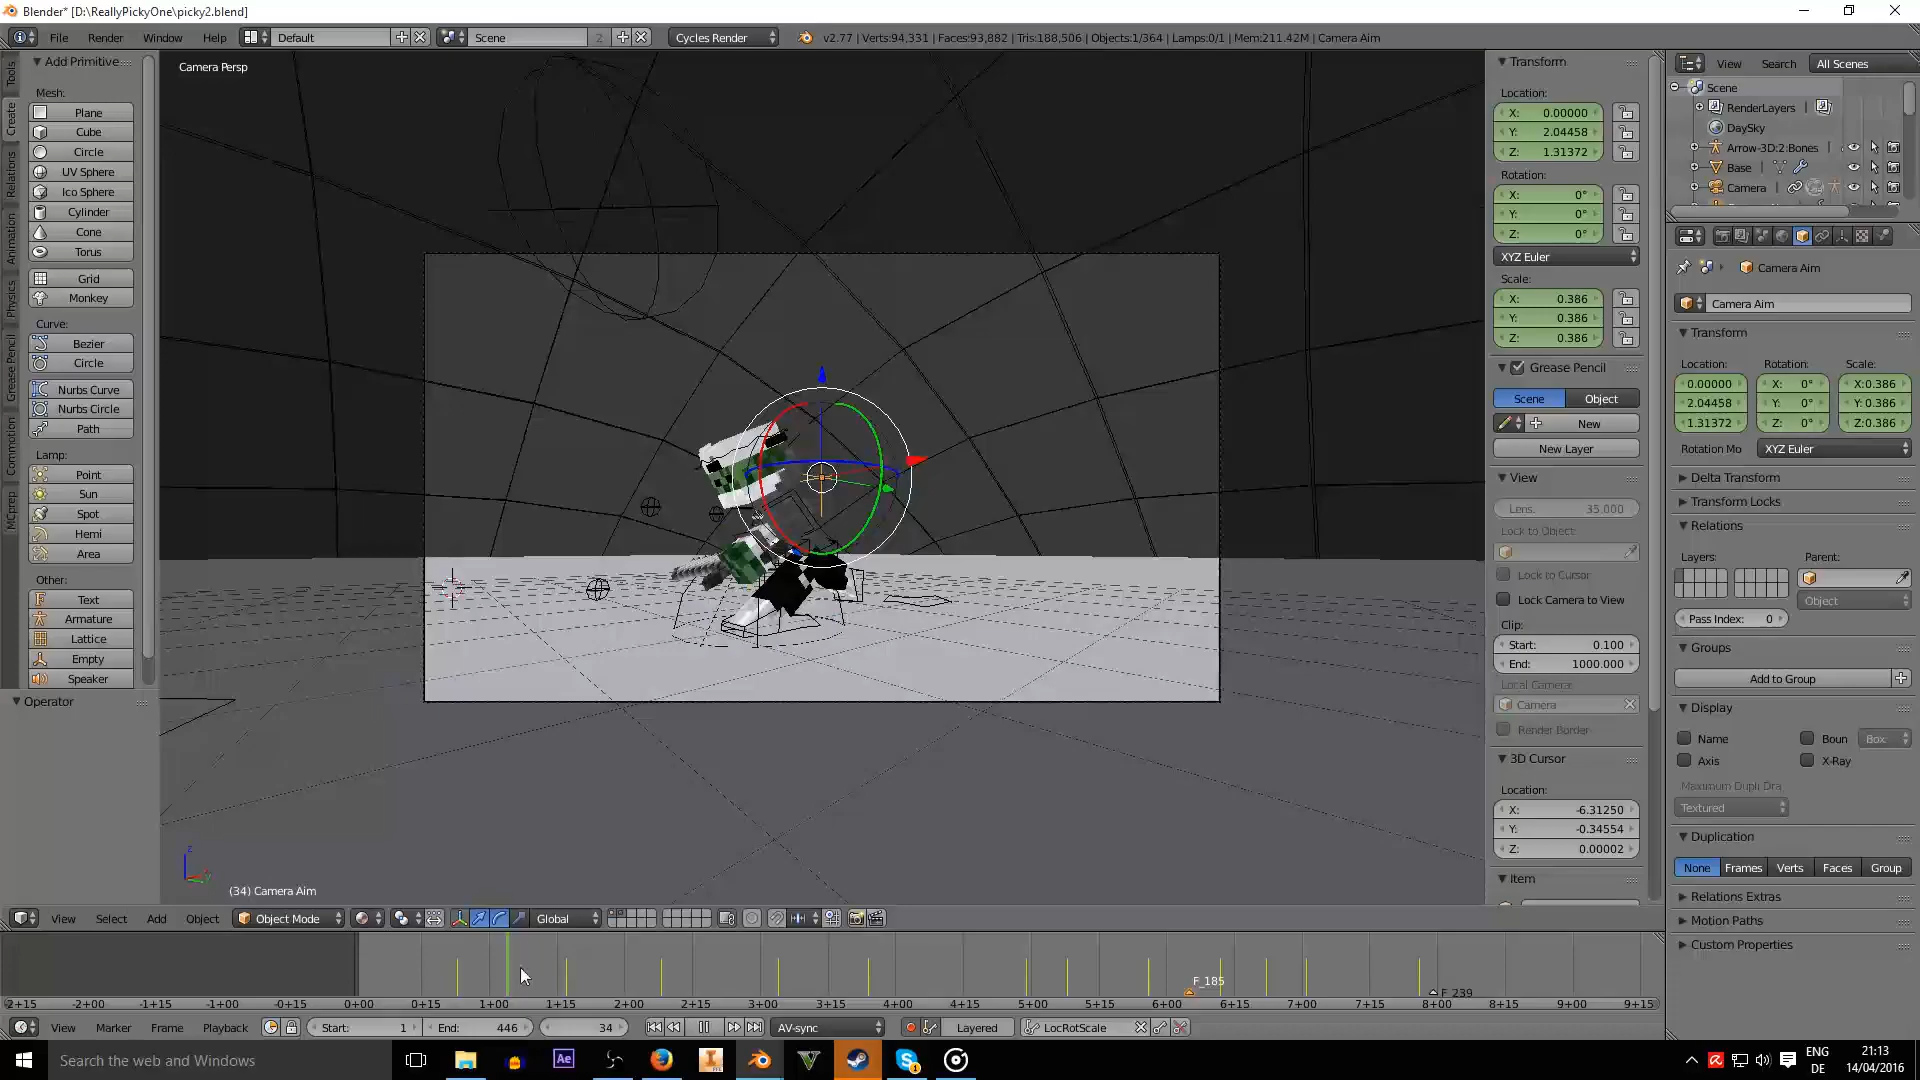 Blender* [D:\ReallyPickyOne\picky2.blend]
File Render Window Help Default Scene 2 Cycles Render v2.77 | Verts:94,331 | Faces:93,882 | Tris:188,506 | Objects:1/364 | Lamps:0/1 | Mem:211.42M | Camera Aim
Tools
Create
Relations
Animation
Physics
Grease Pencil
Commotion
MCprep
Add Primitive
Mesh:
Plane
Cube
Circle
UV Sphere
Ico Sphere
Cylinder
Cone
Torus
Grid
Monkey
Curve:
Bezier
Circle
Nurbs Curve
Nurbs Circle
Path
Lamp:
Point
Sun
Spot
Hemi
Area
Other:
Text
Armature
Lattice
Empty
Speaker
Operator
Camera Persp
(34) Camera Aim
Transform
Location:
X: 0.00000
Y: 2.04458
Z: 1.31372
Rotation:
X: 0°
Y: 0°
Z: 0°
XYZ Euler
Scale:
X: 0.386
Y: 0.386
Z: 0.386
Grease Pencil
Scene Object
New
New Layer
View
Lens: 35.000
Lock to Object:
Lock to Cursor
Lock Camera to View
Clip:
Start: 0.100
End: 1000.000
Local Camera:
Camera
Render Border
3D Cursor
Location:
X: -6.31250
Y: -0.34554
Z: 0.00002
Item
View Search All Scenes
Scene
RenderLayers |
DaySky
Arrow-3D:2:Bones
Base
Camera
Camera Aim
Camera Aim
Transform
Location: Rotation: Scale:
0.00000 X: 0° X:0.386
2.04458 Y: 0° Y:0.386
1.31372 Z: 0° Z:0.386
Rotation Mo XYZ Euler
Delta Transform
Transform Locks
Relations
Layers: Parent:
Object
Pass Index: 0
Groups
Add to Group
Display
Name Boun Box
Axis X-Ray
Maximum Dupli Dra
Textured
Duplication
None Frames Verts Faces Group
Relations Extras
Motion Paths
Custom Properties
View Select Add Object Object Mode Global
F_185
F_239
-2+15 -2+00 -1+15 -1+00 -0+15 0+00 0+15 1+00 1+15 2+00 2+15 3+00 3+15 4+00 4+15 5+00 5+15 6+00 6+15 7+00 7+15 8+00 8+15 9+00 9+15
View Marker Frame Playback Start: 1 End: 446 34 AV-sync Layered LocRotScale
Search the web and Windows
Ae
ENG
DE
21:13
14/04/2016